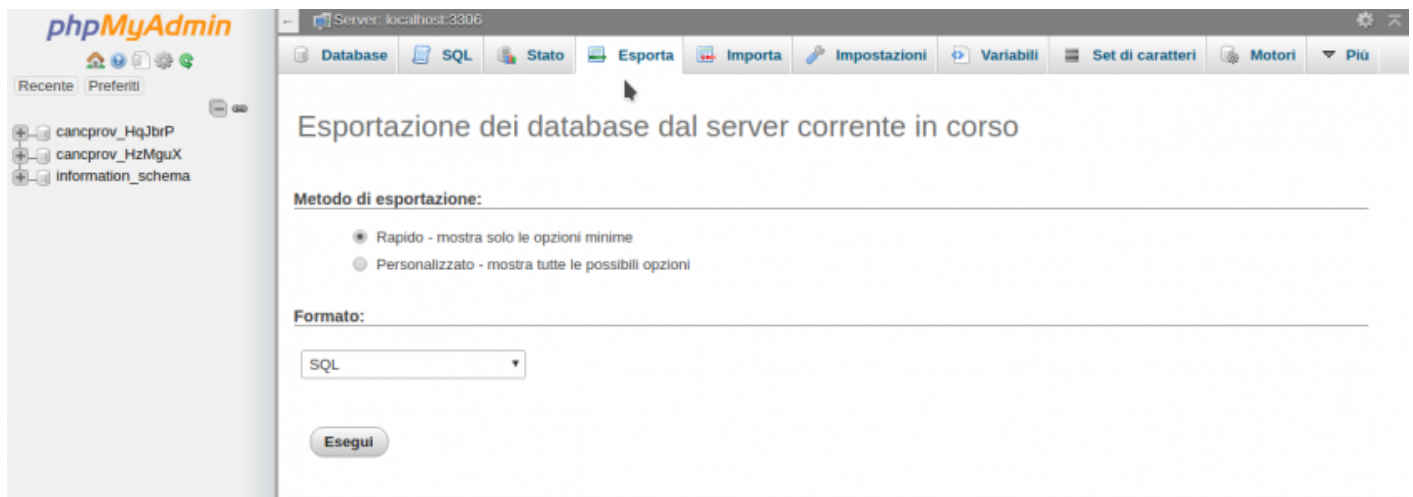 phpMyAdmin
Recente Preferiti
cancprov_HqJbrP
cancprov_HzMguX
information_schema
Server: localhost:3306
Database SQL Stato Esporta Importa Impostazioni Variabili Set di caratteri Motori Più
Esportazione dei database dal server corrente in corso
Metodo di esportazione:
Rapido - mostra solo le opzioni minime
Personalizzato - mostra tutte le possibili opzioni
Formato:
SQL
Esegui